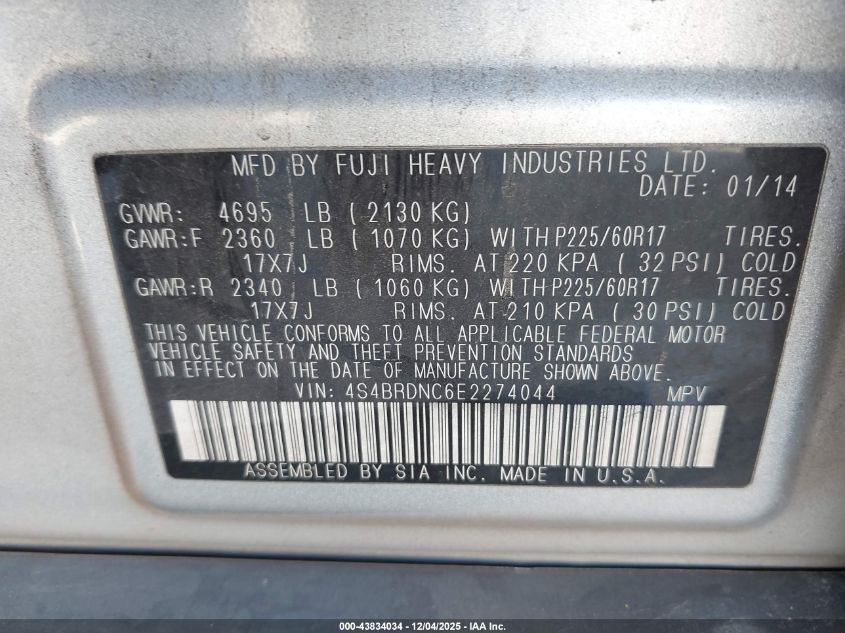 MFD BY FUJI HEAVY INDUSTRIES LTD.
DATE: 01/14
GVWR: 4695 LB ( 2130 KG)
GAWR:F 2360 LB ( 1070 KG) WITH P225/60R17 TIRES.
17X7J RIMS. AT 220 KPA ( 32 PSI) COLD
GAWR:R 2340 LB ( 1060 KG) WITH P225/60R17 TIRES.
17X7J RIMS. AT 210 KPA ( 30 PSI) COLD
THIS VEHICLE CONFORMS TO ALL APPLICABLE FEDERAL MOTOR
VEHICLE SAFETY AND THEFT PREVENTION STANDARDS
IN EFFECT ON THE DATE OF MANUFACTURE SHOWN ABOVE.
VIN: 4S4BRDNC6E2274044 MPV
ASSEMBLED BY SIA INC. MADE IN U.S.A.
000-43834034 - 12/04/2025 - IAA Inc.